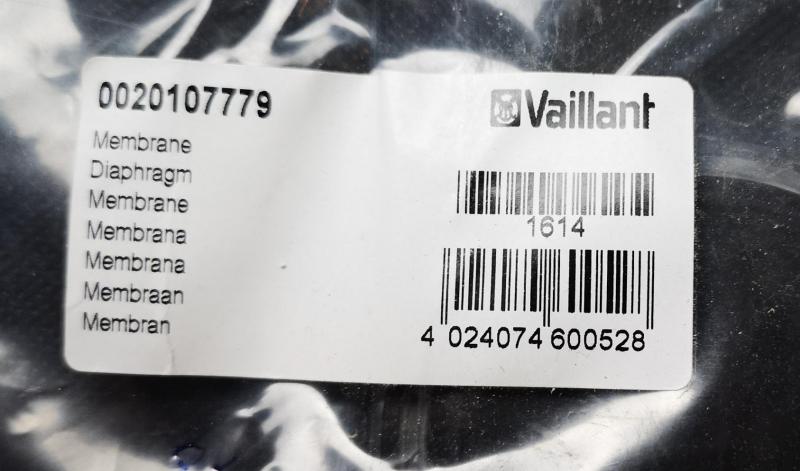 0020107779
Vaillant
Membrane
Diaphragm
Membrane
Membrana
Membrana
Membraan
Membran
1614
4 024074 600528